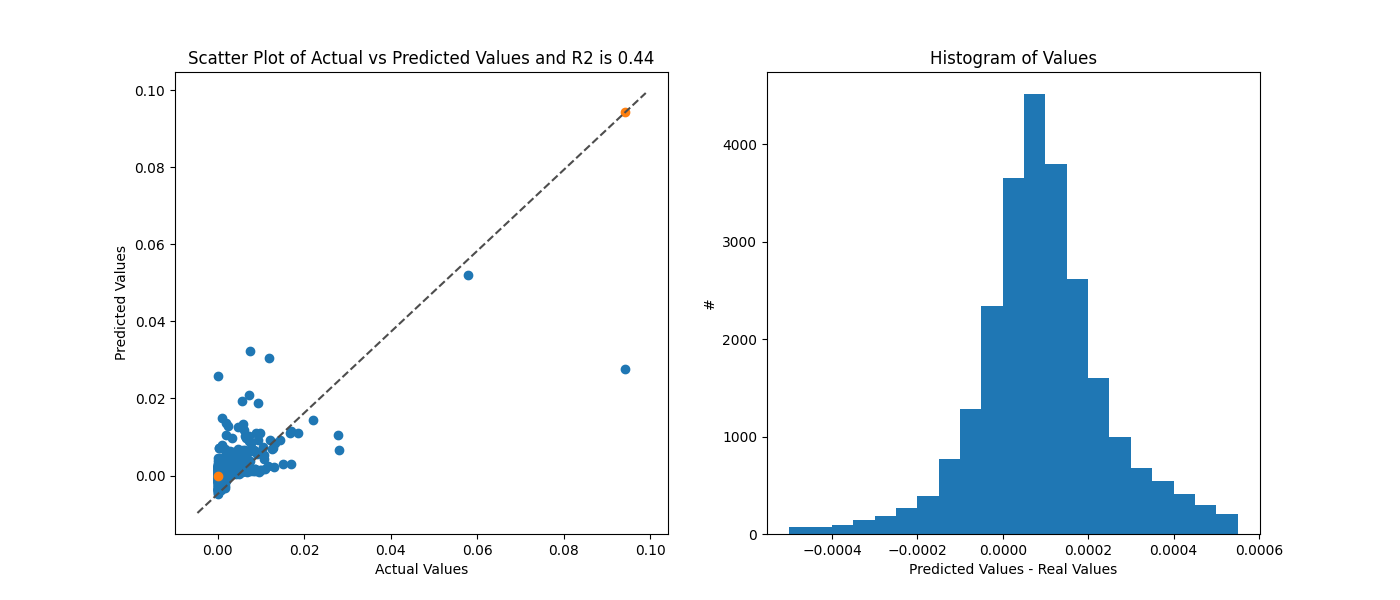 Scatter Plot of Actual vs Predicted Values and R2 is 0.44
Predicted Values
0.10
0.08
0.06
0.04
0.02
0.00
0.00 0.02 0.04 0.06 0.08 0.10
Actual Values
Histogram of Values
#
4000
3000
2000
1000
0
−0.0004 −0.0002 0.0000 0.0002 0.0004 0.0006
Predicted Values - Real Values